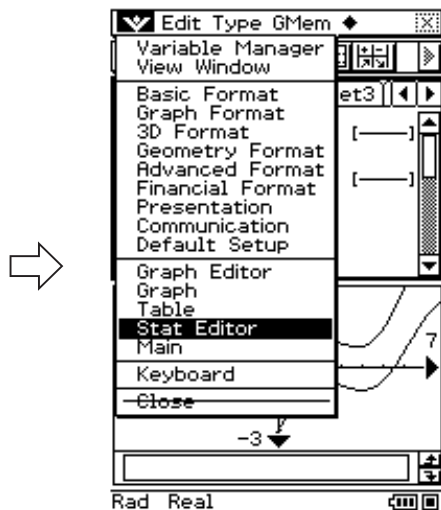 Edit Type GMem ◆
Variable Manager
View Window
Basic Format
Graph Format
3D Format
Geometry Format
Advanced Format
Financial Format
Presentation
Communication
Default Setup
Graph Editor
Graph
Table
Stat Editor
Main
Keyboard
Close
et3
7
-3
Rad Real